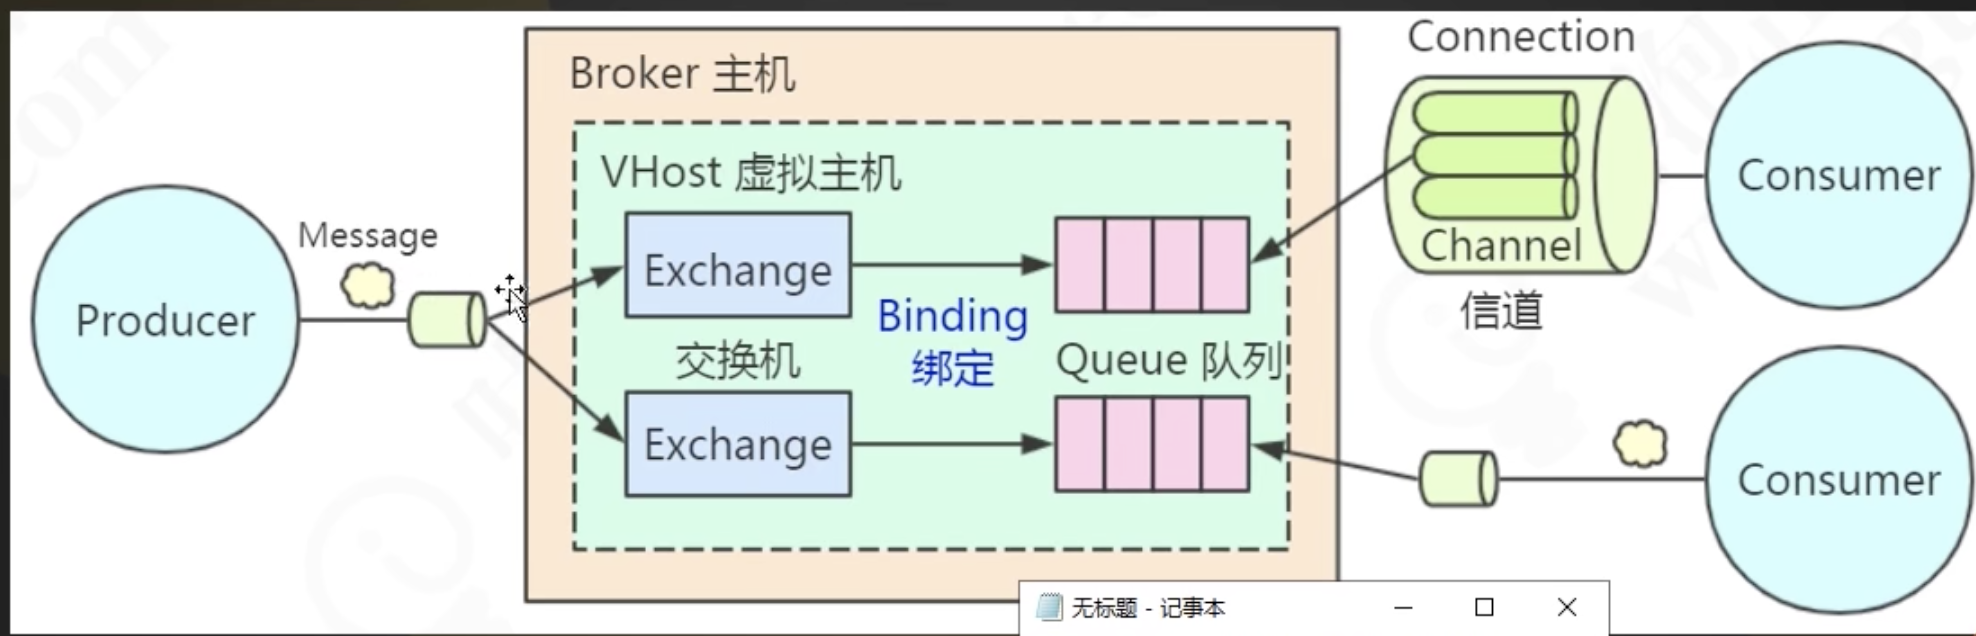 Connection
Broker 主机
VHost 虚拟主机
Message
Exchange
Consumer
Channel
Producer
Binding
信道
交换机
绑定
Queue 队列
Exchange
Consumer
无标题 - 记事本